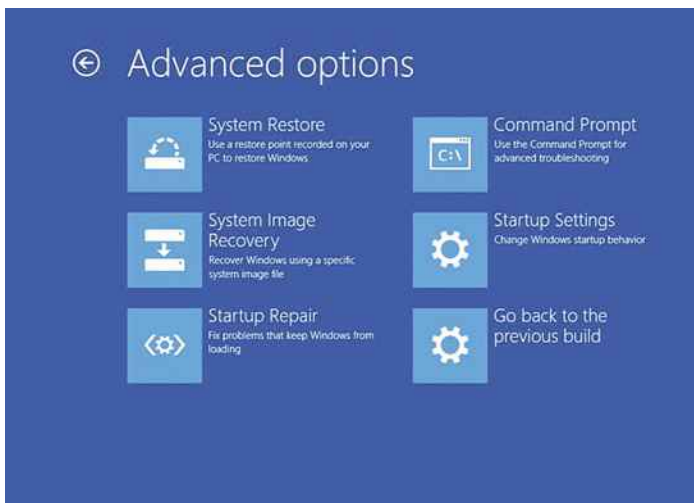 Advanced options
System Restore
Use a restore point recorded on your
PC to restore Windows
System Image
Recovery
Recover Windows using a specific
system image file
Startup Repair
Fix problems that keep Windows from
loading
Command Prompt
Use the Command Prompt for
advanced troubleshooting
C:\
Startup Settings
Change Windows startup behavior
Go back to the
previous build